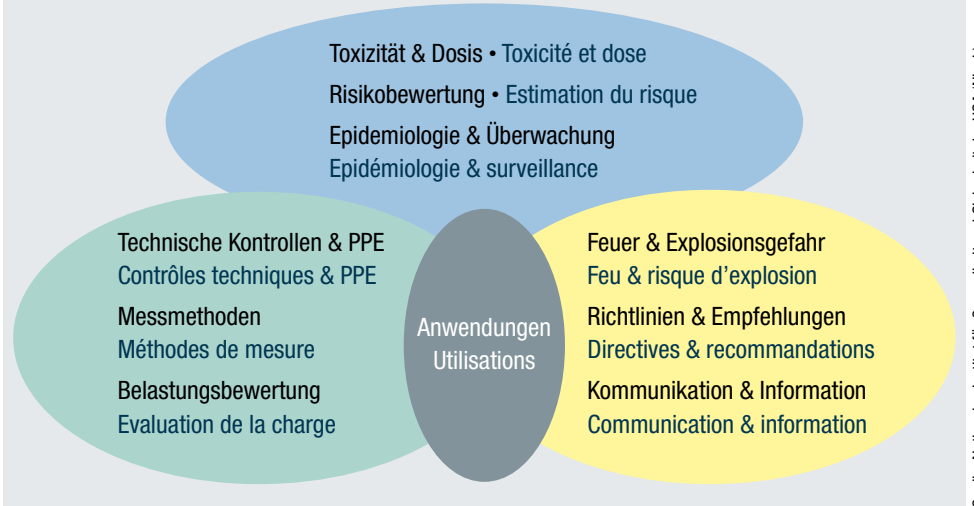 Toxizität & Dosis • Toxicité et dose
Risikobewertung • Estimation du risque
Epidemiologie & Überwachung
Epidémiologie & surveillance
Technische Kontrollen & PPE
Contrôles techniques & PPE
Messmethoden
Méthodes de mesure
Belastungsbewertung
Evaluation de la charge
Anwendungen
Utilisations
Feuer & Explosionsgefahr
Feu & risque d’explosion
Richtlinien & Empfehlungen
Directives & recommandations
Kommunikation & Information
Communication & information